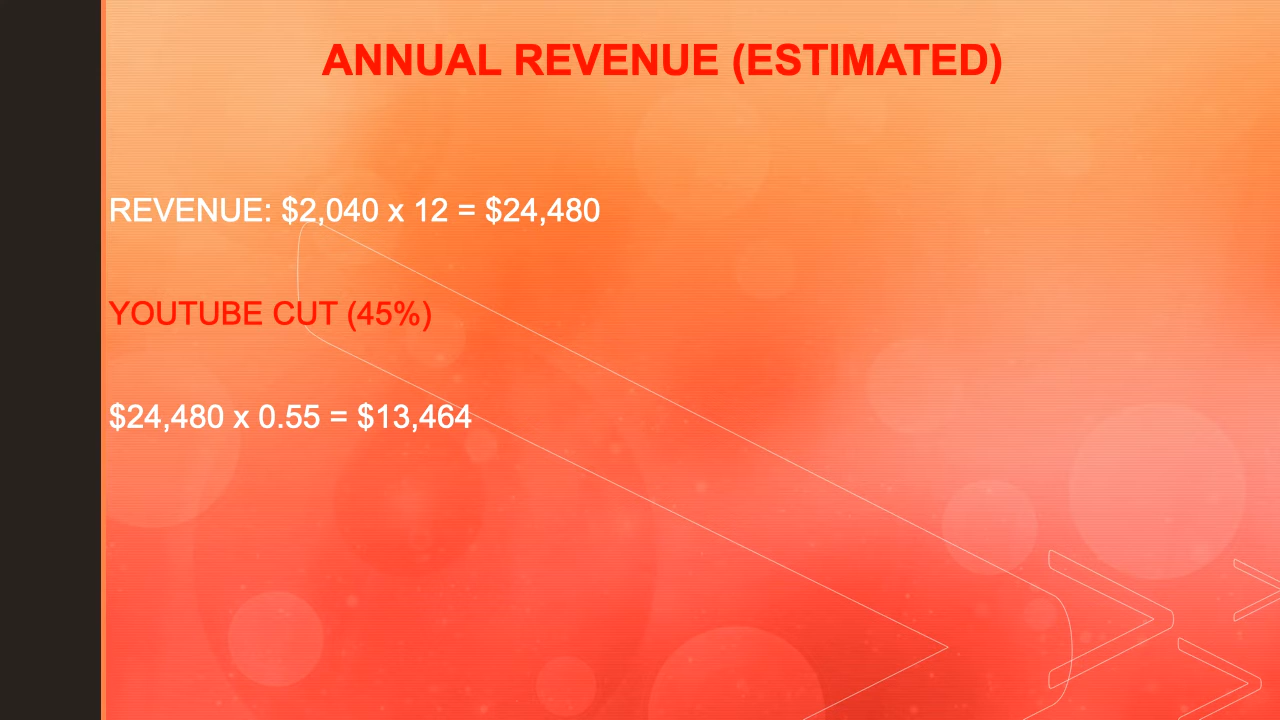 ANNUAL REVENUE (ESTIMATED)
REVENUE: $2,040 x 12 = $24,480
YOUTUBE CUT (45%)
$24,480 x 0.55 = $13,464